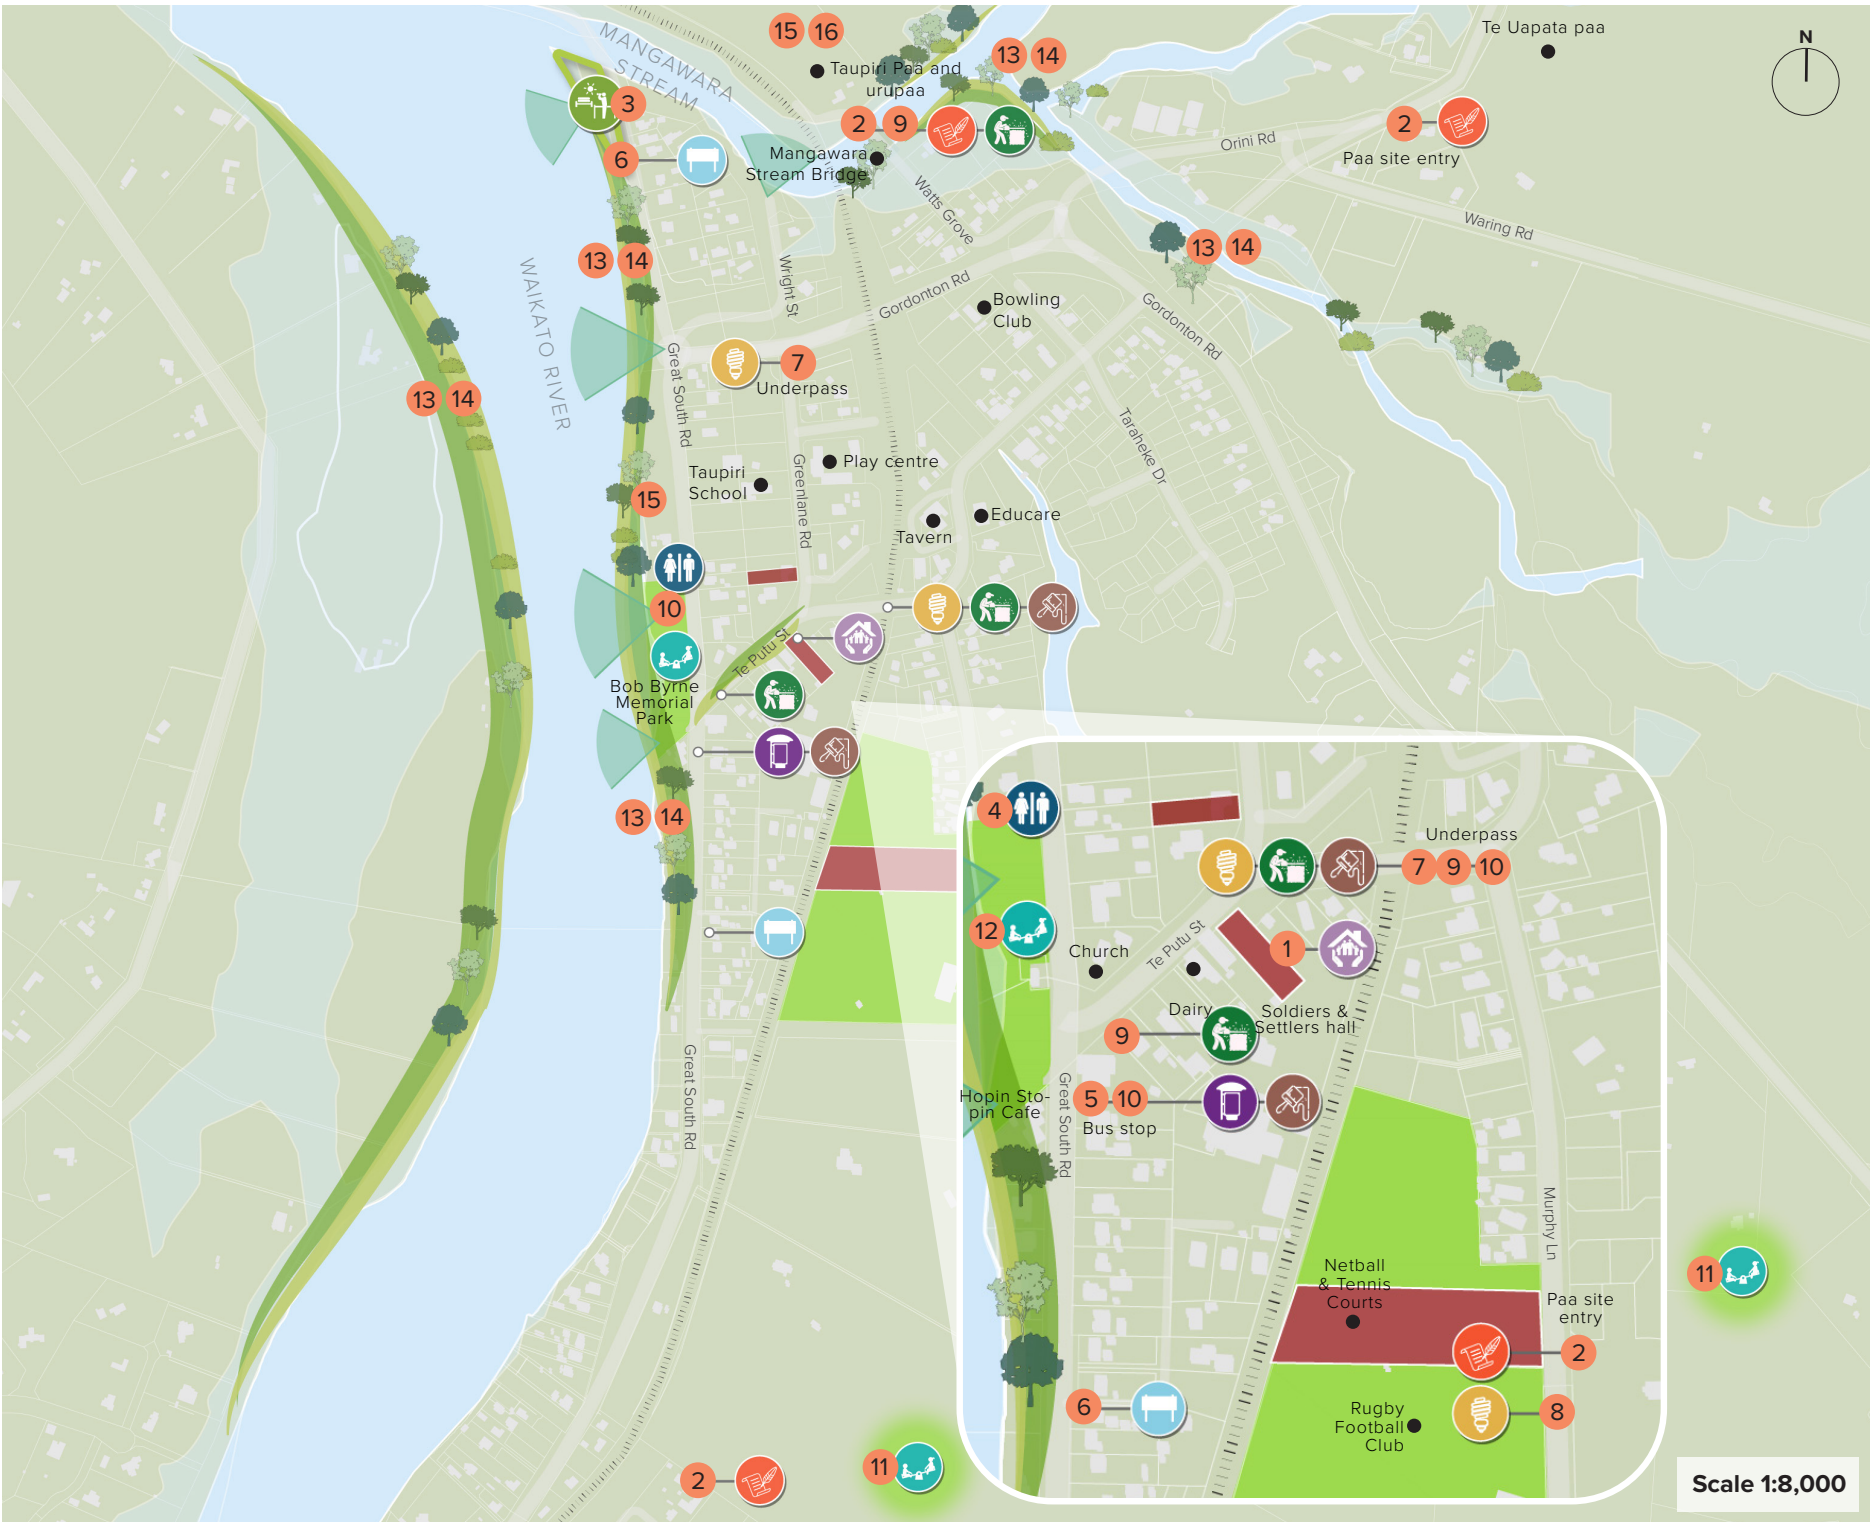 15 16
MANGAWARA
STREAM
Taupiri Paa and
urupaa
13 14
Te Uapata paa
N
3
2 9
2
Paa site entry
Orini Rd
6
Mangawara
Stream Bridge
Watts Grove
Waring Rd
13 14
13 14
WAIKATO RIVER
Wright St
Gordonton Rd
Bowling
Club
Gordonton Rd
Great South Rd
7
Underpass
13 14
Taraheke Dr
Taupiri
School
Play centre
Greenlane Rd
15
Tavern
Educare
10
Te Putu St
Bob Byrne
Memorial
Park
13 14
Great South Rd
4
Underpass
7 9 10
12
Church
Te Putu St
1
Dairy
Soldiers &
Settlers hall
9
Hopin Sto-
pin Cafe
Great South Rd
5 10
Bus stop
Murphy Ln
Netball
& Tennis
Courts
Paa site
entry
2
6
Rugby
Football
Club
8
11
2
11
Scale 1:8,000